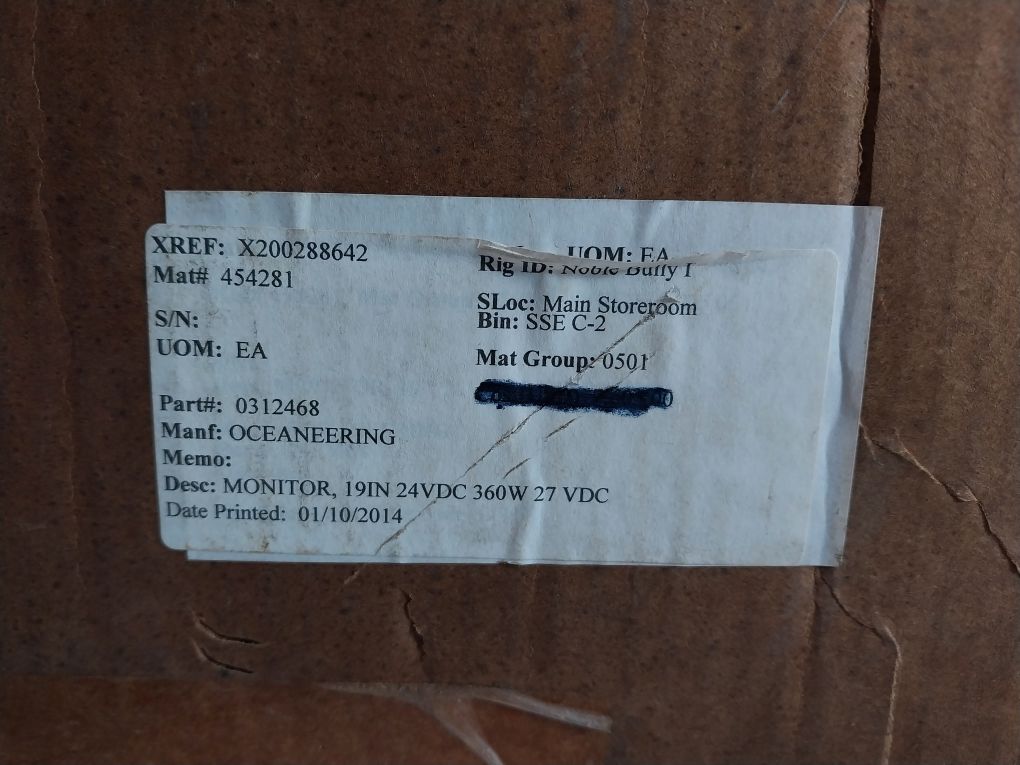 XREF: X200288642
Mat# 454281
S/N:
UOM: EA
Part#: 0312468
Manf: OCEANEERING
Memo:
Desc: MONITOR, 19IN 24VDC 360W 27 VDC
Date Printed: 01/10/2014
UOM: EA
Rig ID: Noble Bully I
SLoc: Main Storeroom
Bin: SSE C-2
Mat Group: 0501